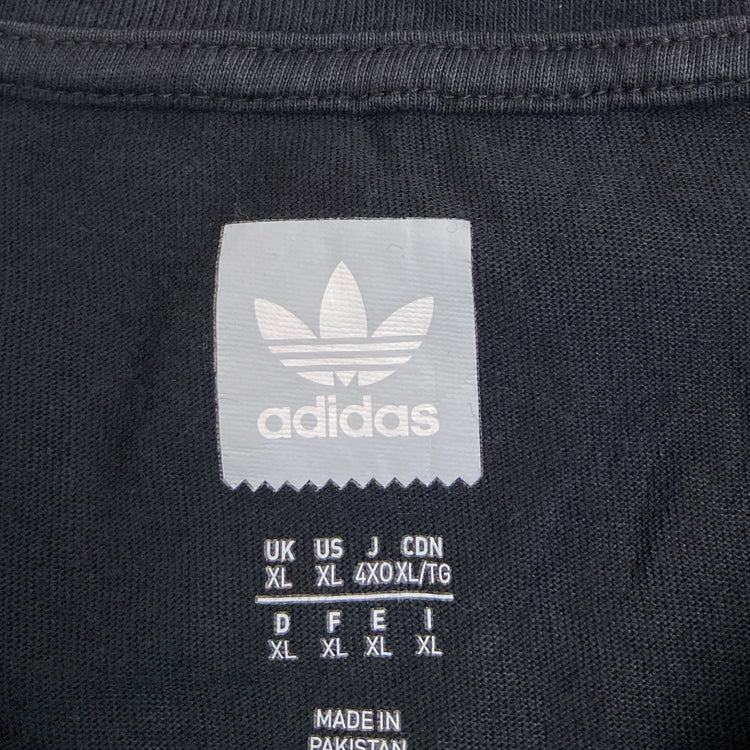 adidas
UK US J CDN
XL XL 4XO XL/TG
D F E I
XL XL XL XL
MADE IN
PAKISTAN